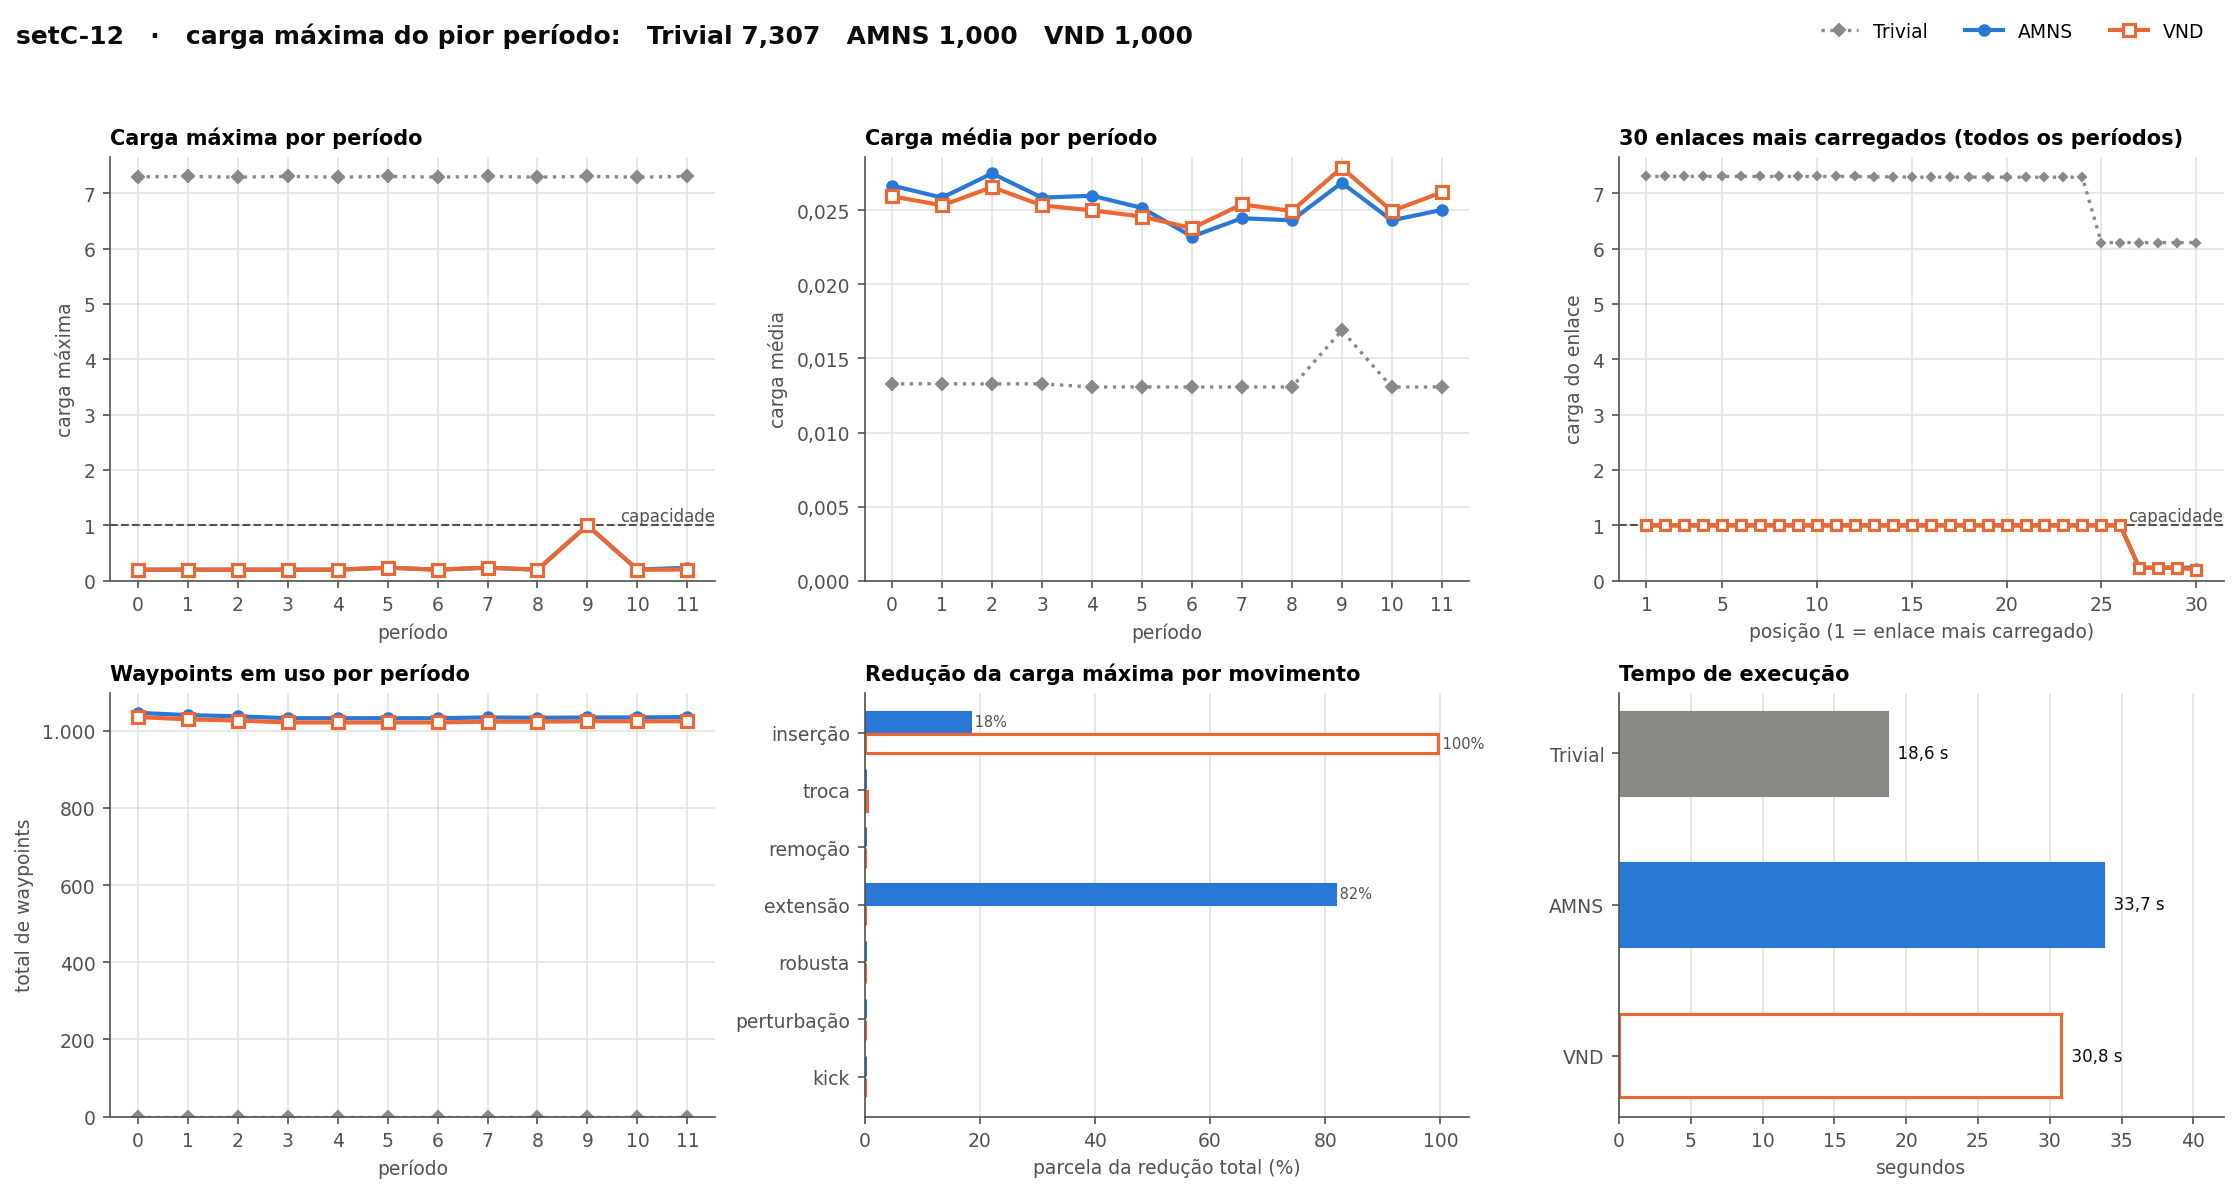 setC-12 · carga máxima do pior período: Trivial 7,307 AMNS 1,000 VND 1,000
Trivial AMNS VND
Carga máxima por período
carga máxima
7
6
5
4
3
2
1
0
capacidade
0 1 2 3 4 5 6 7 8 9 10 11
período
Carga média por período
carga média
0,025
0,020
0,015
0,010
0,005
0,000
0 1 2 3 4 5 6 7 8 9 10 11
período
30 enlaces mais carregados (todos os períodos)
carga do enlace
7
6
5
4
3
2
1
0
capacidade
1 5 10 15 20 25 30
posição (1 = enlace mais carregado)
Waypoints em uso por período
total de waypoints
1.000
800
600
400
200
0
0 1 2 3 4 5 6 7 8 9 10 11
período
Redução da carga máxima por movimento
inserção 18%
100%
troca
remoção
extensão 82%
robusta
perturbação
kick
0 20 40 60 80 100
parcela da redução total (%)
Tempo de execução
Trivial 18,6 s
AMNS 33,7 s
VND 30,8 s
0 5 10 15 20 25 30 35 40
segundos